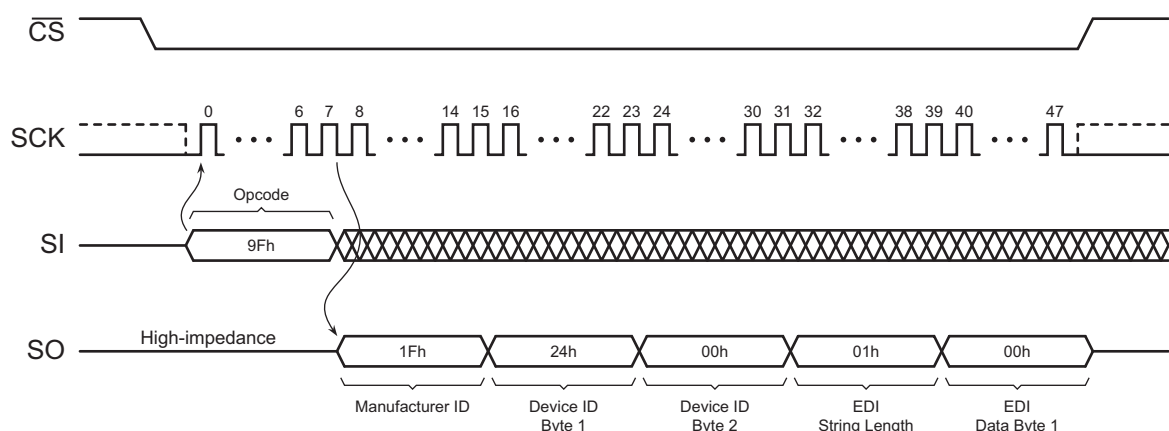 CS
0 6 7 8 14 15 16 22 23 24 30 31 32 38 39 40 47
SCK
Opcode
SI
9Fh
High-impedance
SO
1Fh 24h 00h 01h 00h
Manufacturer ID Device ID Device ID EDI EDI
Byte 1 Byte 2 String Length Data Byte 1